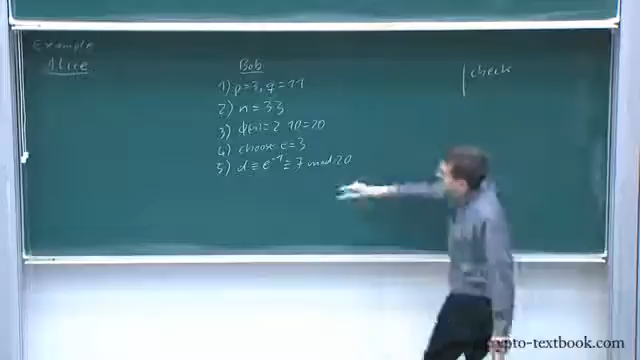 Example
Alice
Bob
1) p=3, q=11
2) n = 33
3) Φ(n)=2·10=20
4) choose e=3
5) d ≡ e⁻¹ ≡ 7 mod 20
check
crypto-textbook.com